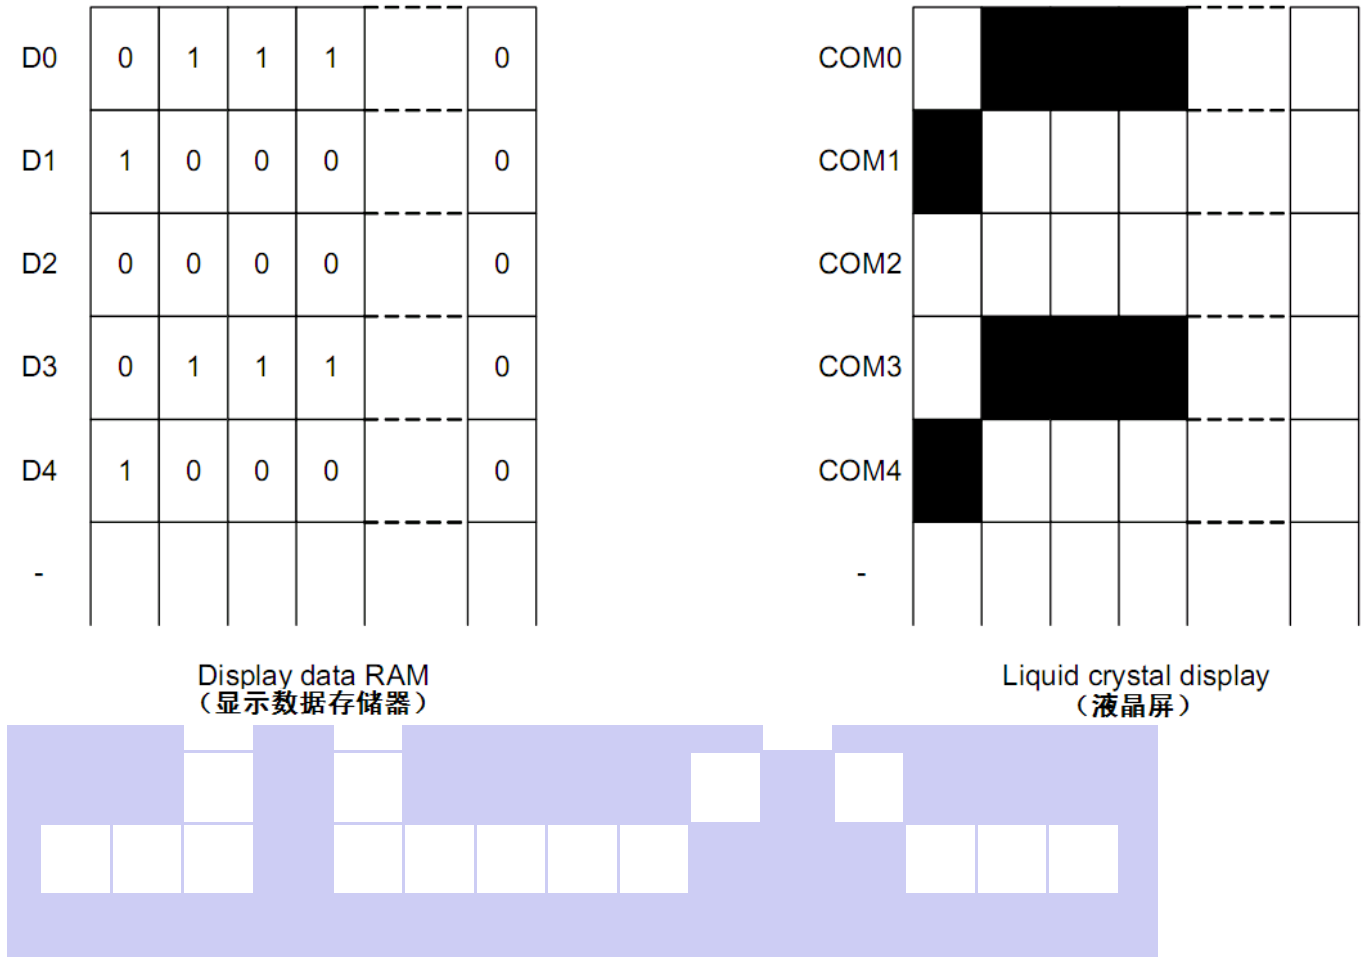 D0 0 1 1 1 0 COM0
D1 1 0 0 0 0 COM1
D2 0 0 0 0 0 COM2
D3 0 1 1 1 0 COM3
D4 1 0 0 0 0 COM4
- -
Display data RAM Liquid crystal display
（显示数据存储器） （液晶屏）